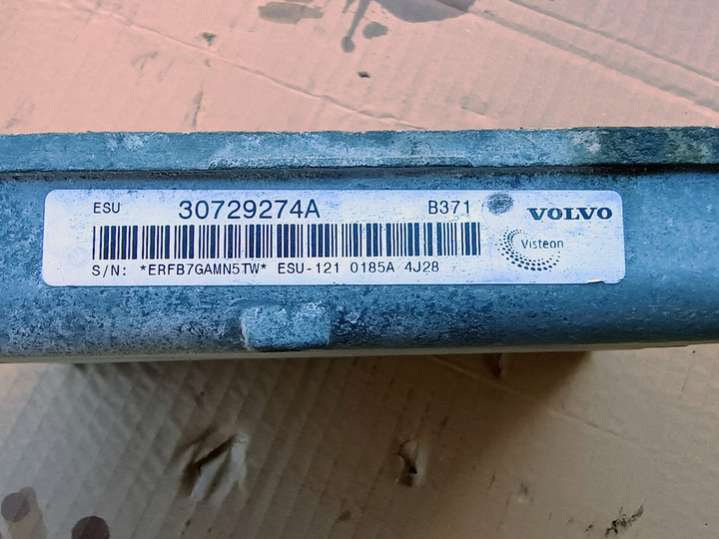 ESU 30729274A B371 VOLVO
Visteon
S/N: *ERFB7GAMN5TW* ESU-121 0185A 4J28